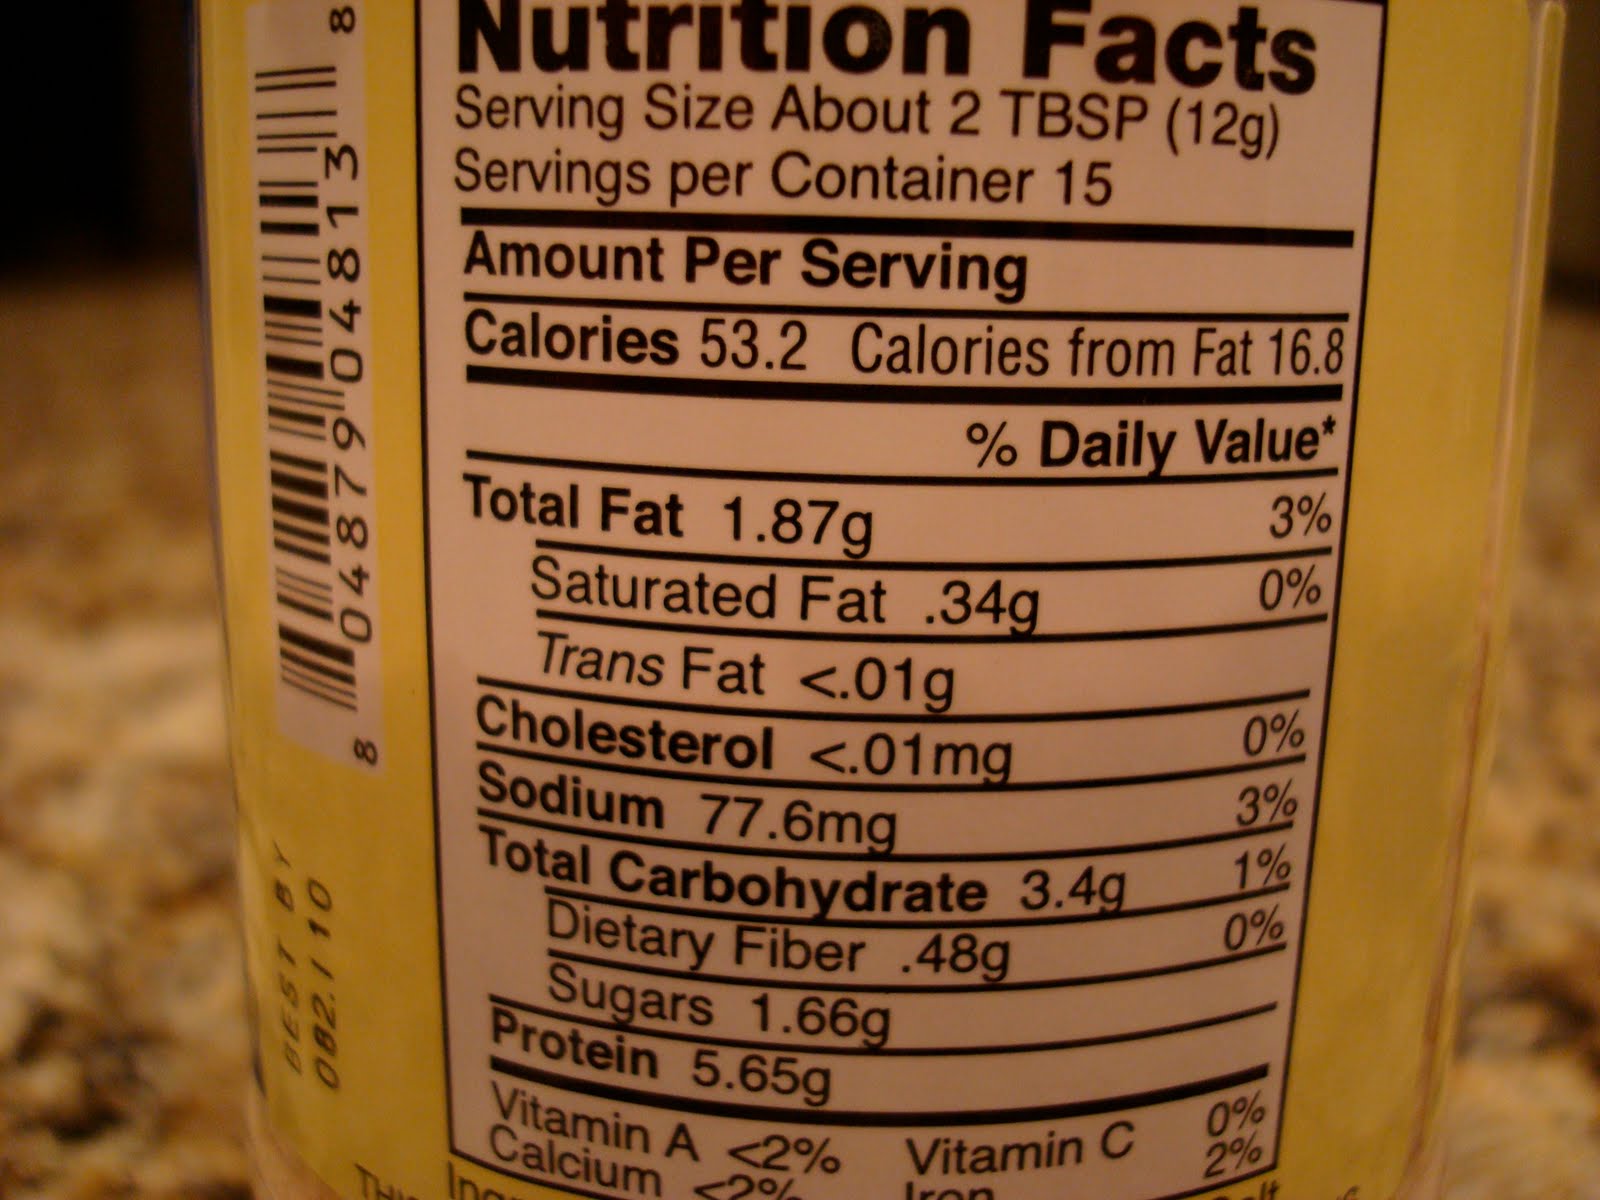 Nutrition Facts
Serving Size About 2 TBSP (12g)
Servings per Container 15
Amount Per Serving
Calories 53.2 Calories from Fat 16.8
% Daily Value*
Total Fat 1.87g 3%
Saturated Fat .34g 0%
Trans Fat <.01g
Cholesterol <.01mg 0%
Sodium 77.6mg 3%
Total Carbohydrate 3.4g 1%
Dietary Fiber .48g 0%
Sugars 1.66g
Protein 5.65g
Vitamin A <2% Vitamin C 0%
Calcium <2% Iron 2%
8 04879 04813 8
BEST BY
082110